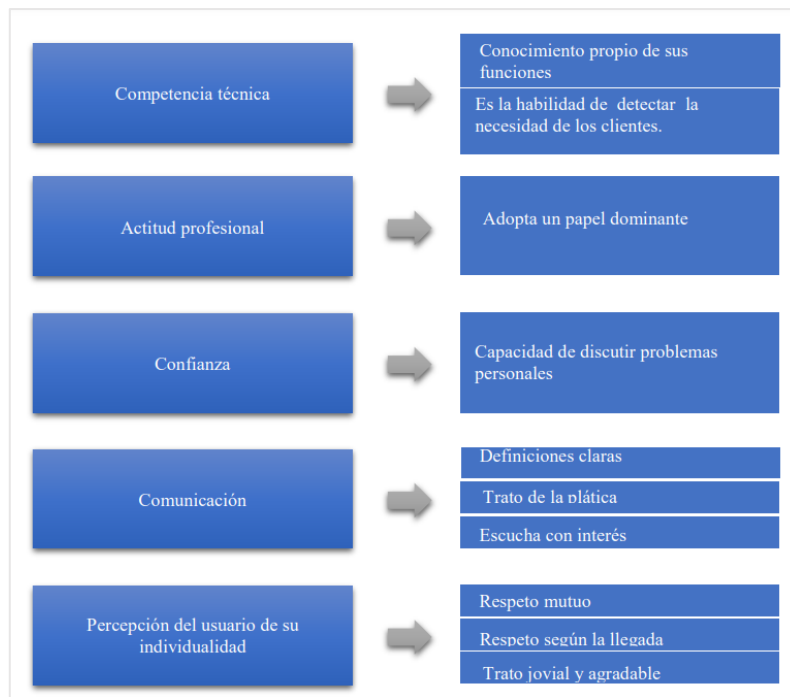 Competencia técnica
Conocimiento propio de sus
funciones
Es la habilidad de detectar la
necesidad de los clientes.
Actitud profesional
Adopta un papel dominante
Confianza
Capacidad de discutir problemas
personales
Comunicación
Definiciones claras
Trato de la plática
Escucha con interés
Percepción del usuario de su
individualidad
Respeto mutuo
Respeto según la llegada
Trato jovial y agradable